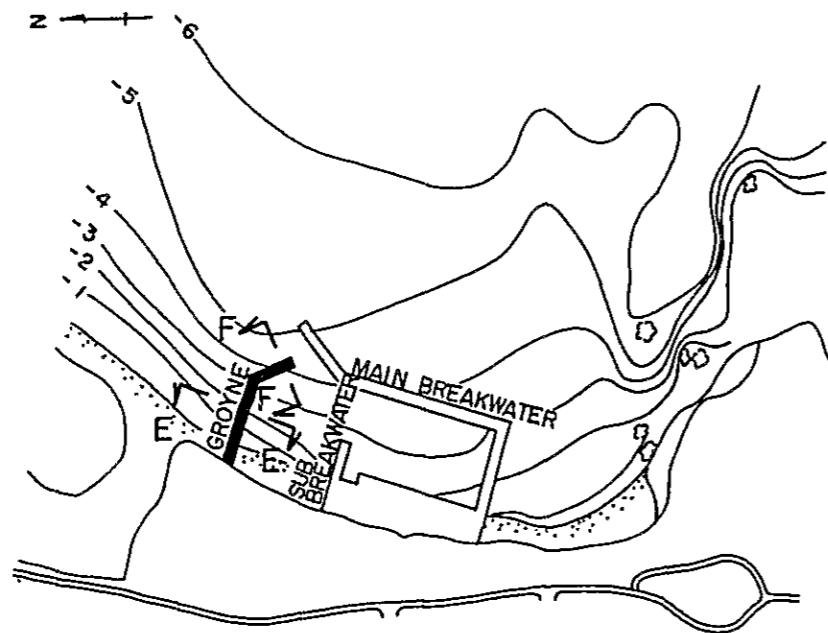 N
-6
-5
-4
-3
-2
-1
F
F
E
E
GROYNE
SUB
BREAKWATER
MAIN BREAKWATER